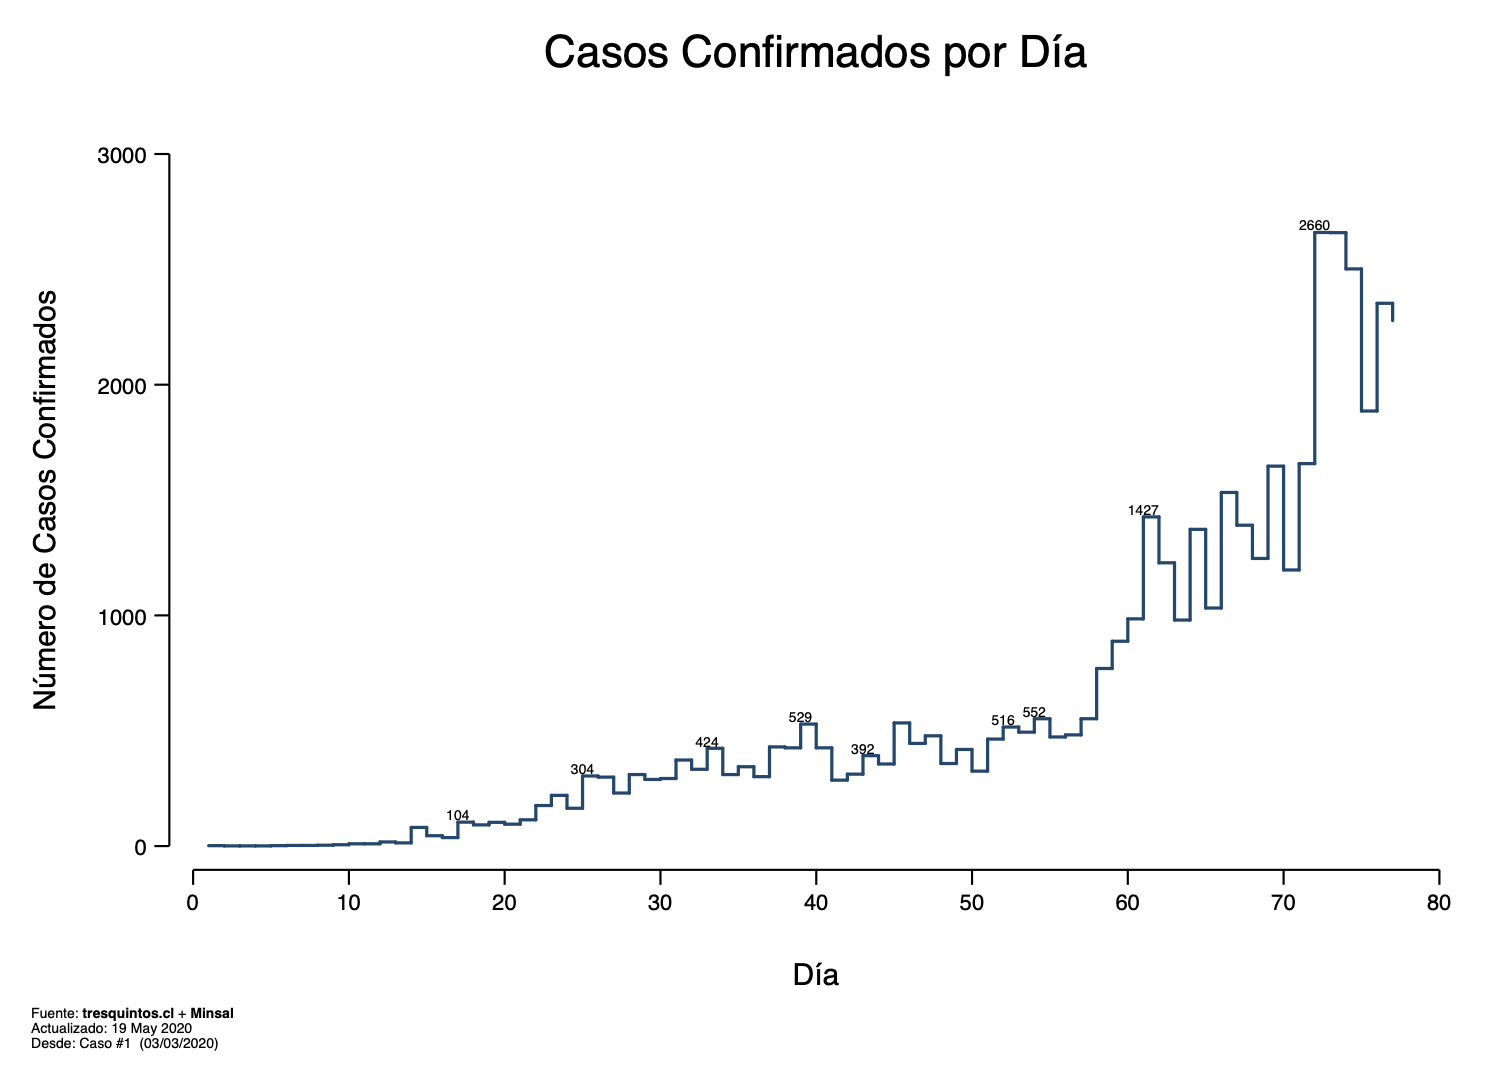 Casos Confirmados por Día
Número de Casos Confirmados
3000
2000
1000
0
2660
1427
529
516
552
424
392
304
104
0 10 20 30 40 50 60 70 80
Día
Fuente: tresquintos.cl + Minsal
Actualizado: 19 May 2020
Desde: Caso #1 (03/03/2020)